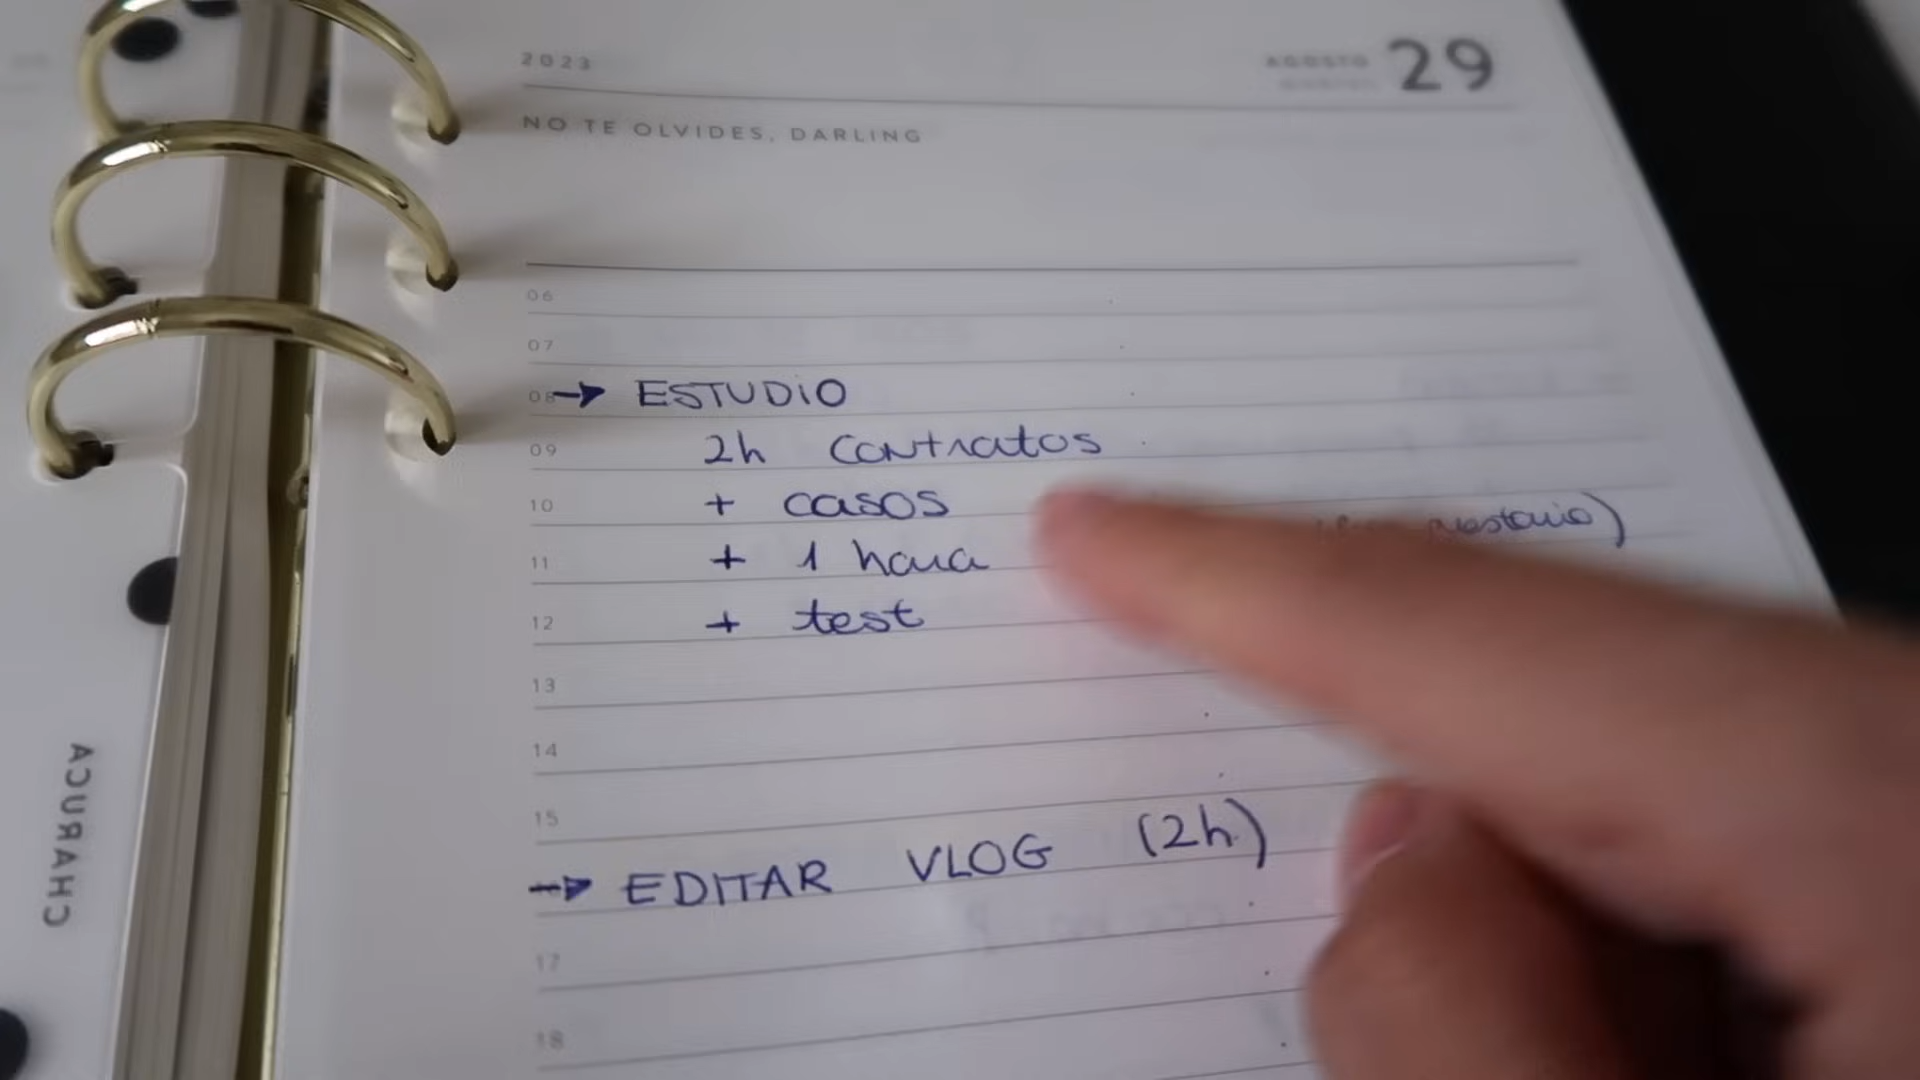 2023
AGOSTO 29
NO TE OLVIDES, DARLING
06
07
08 → ESTUDIO
09 2h Contratos
10 + casos
11 + 1 hora
12 + test
13
14
15
→ EDITAR VLOG (2h)
17
18
CHARUCA